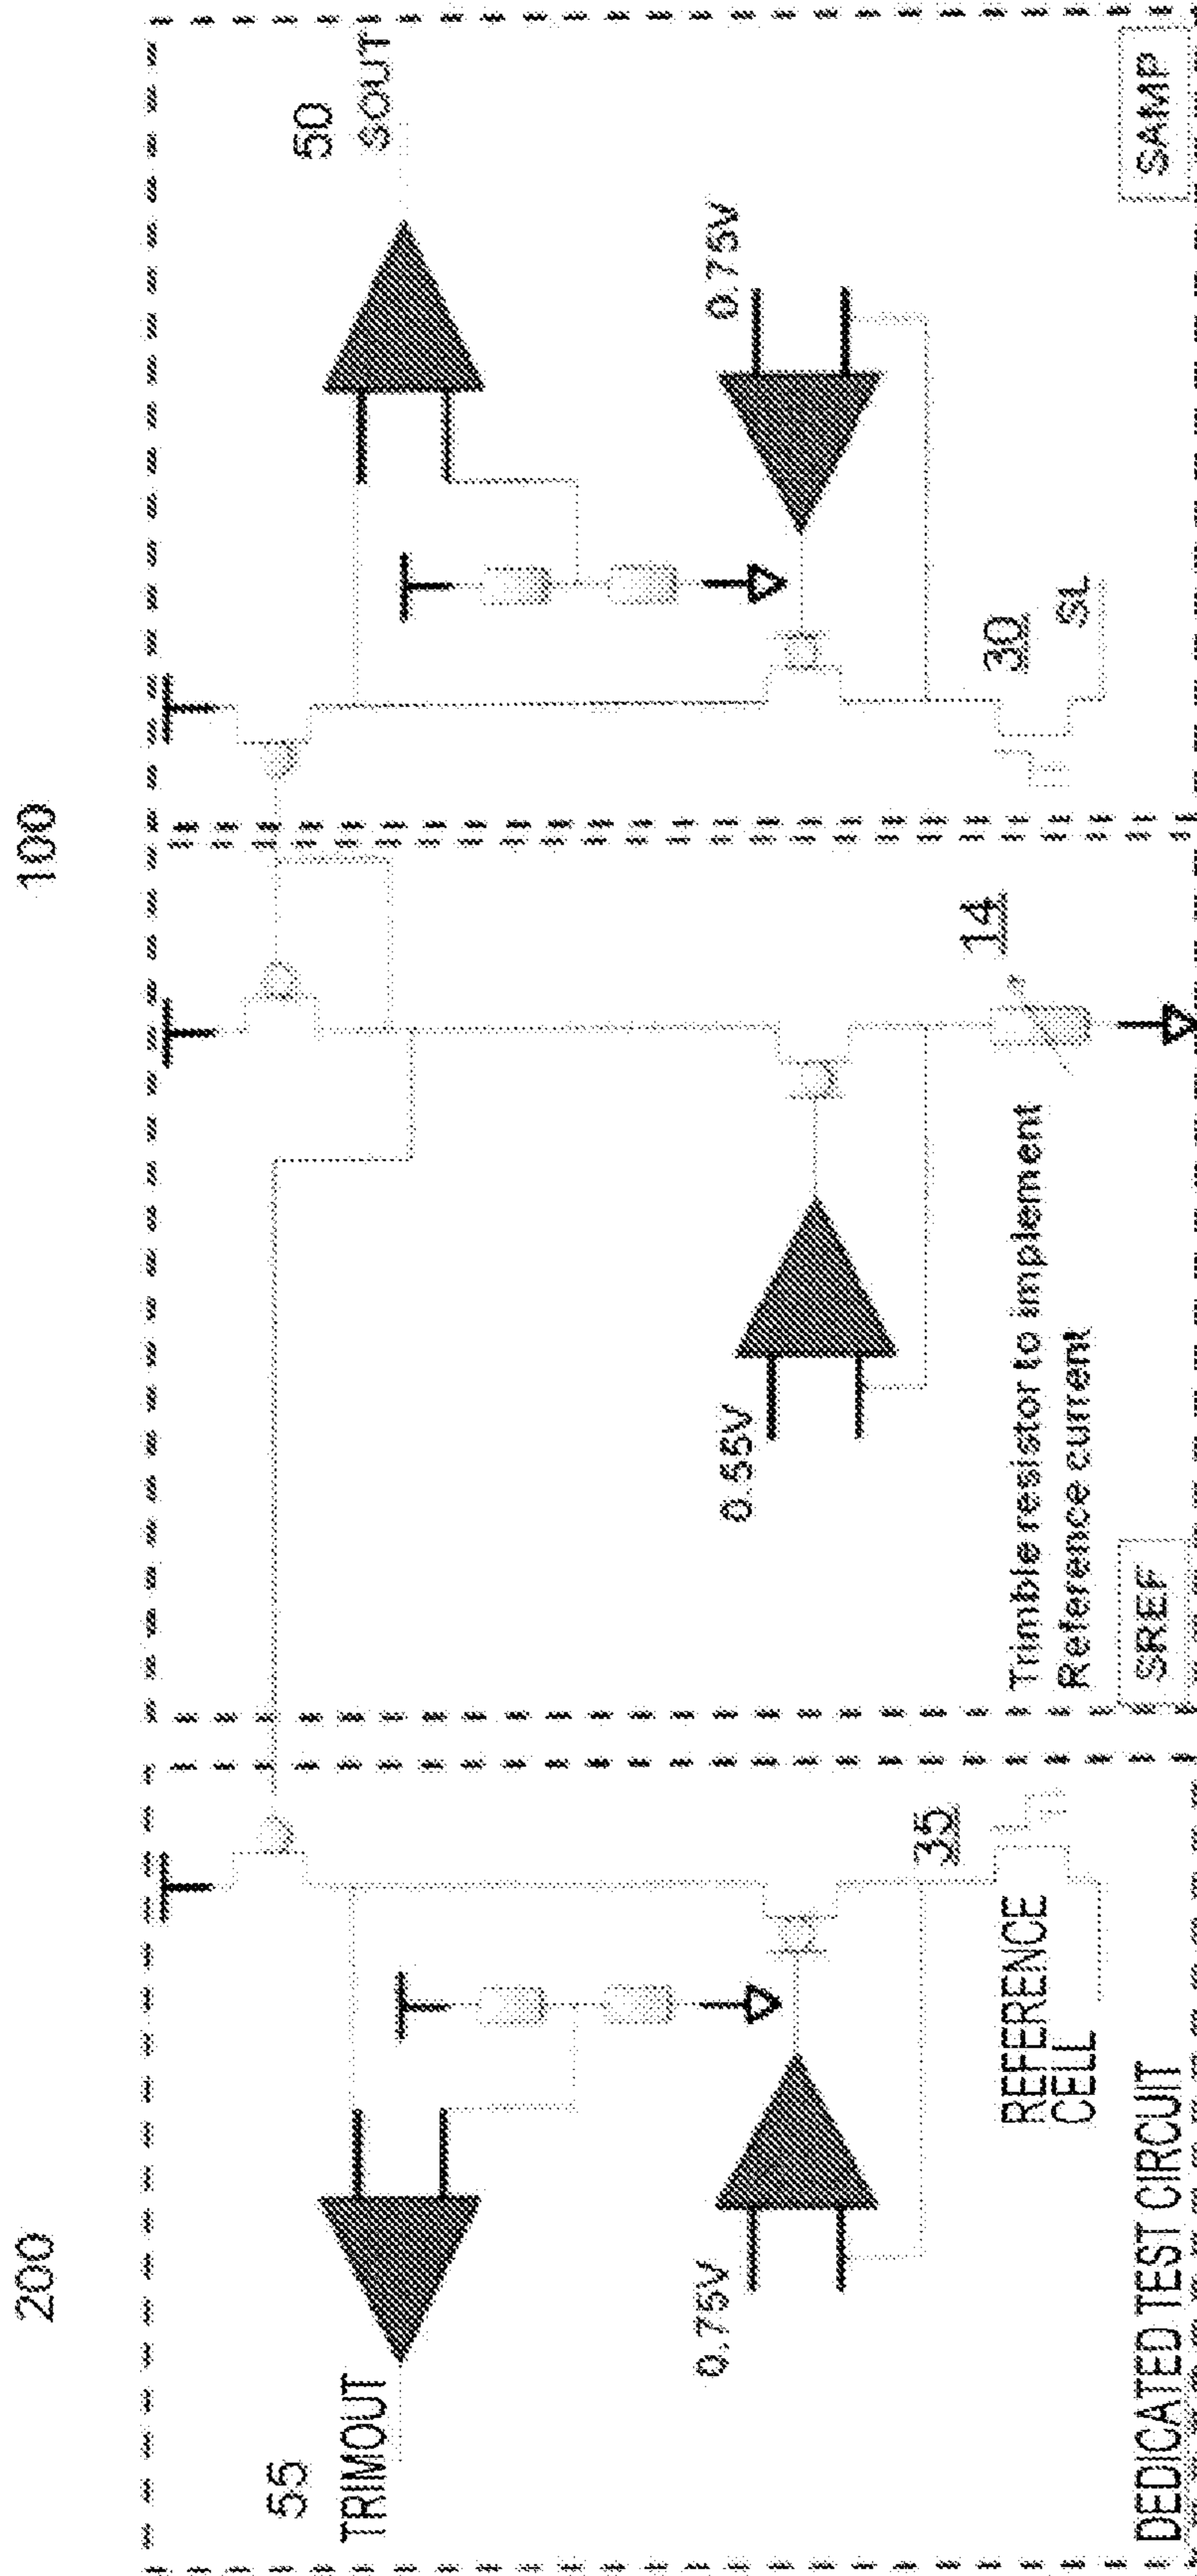 200
100
55
TRIMOUT
0.75V
35
REFERENCE
CELL
DEDICATED TEST CIRCUIT
0.55V
Trimble resistor to implement
Reference current
14
SREF
50
SOUT
0.75V
30
SL
SAMP